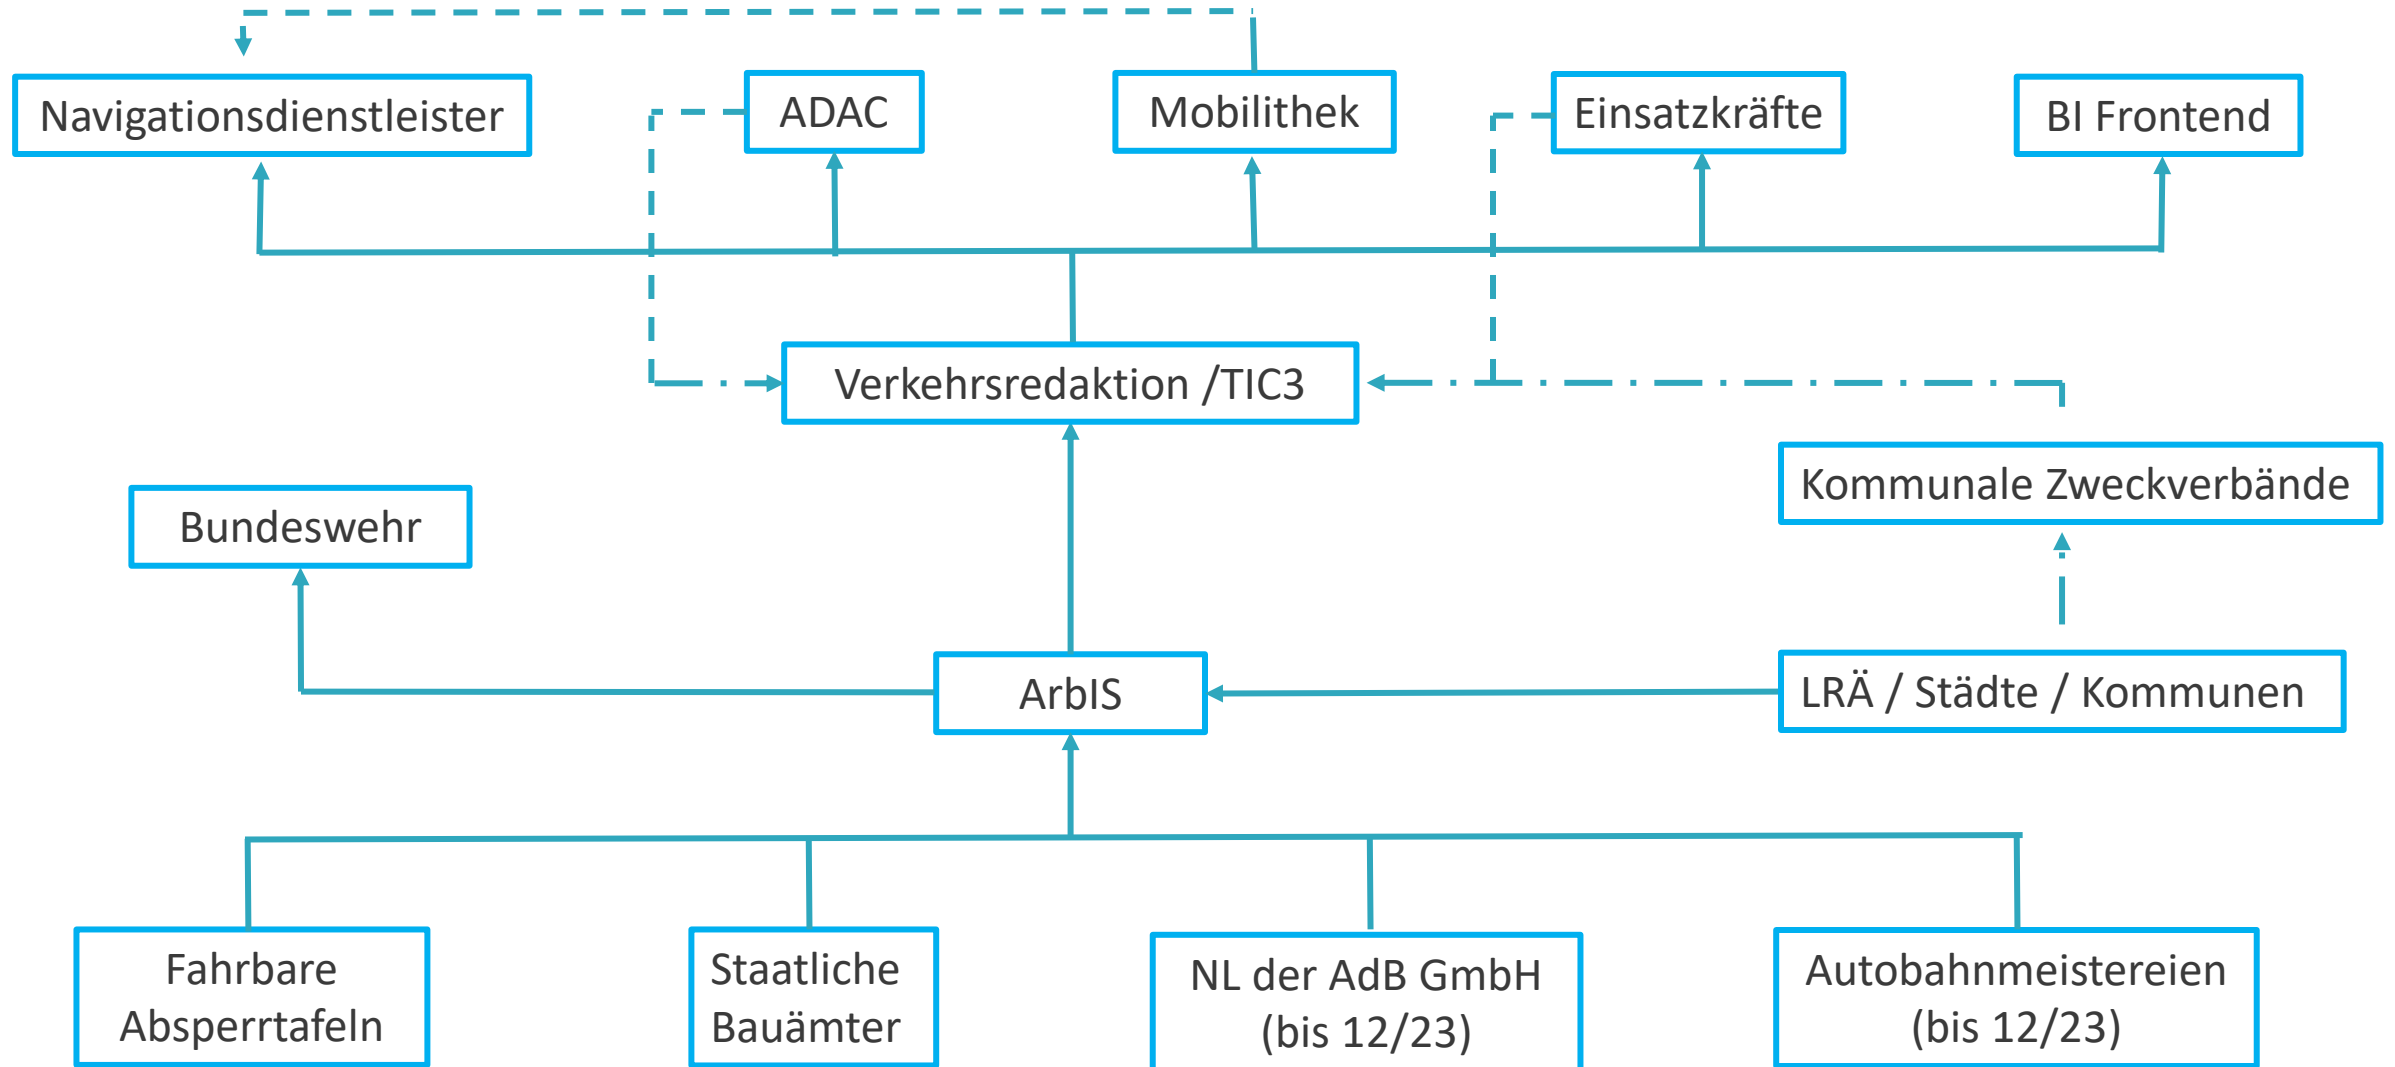 Navigationsdienstleister
ADAC
Mobilithek
Einsatzkräfte
BI Frontend
Verkehrsredaktion /TIC3
Kommunale Zweckverbände
Bundeswehr
ArbIS
LRÄ / Städte / Kommunen
Fahrbare
Absperrtafeln
Staatliche
Bauämter
NL der AdB GmbH
(bis 12/23)
Autobahnmeistereien
(bis 12/23)